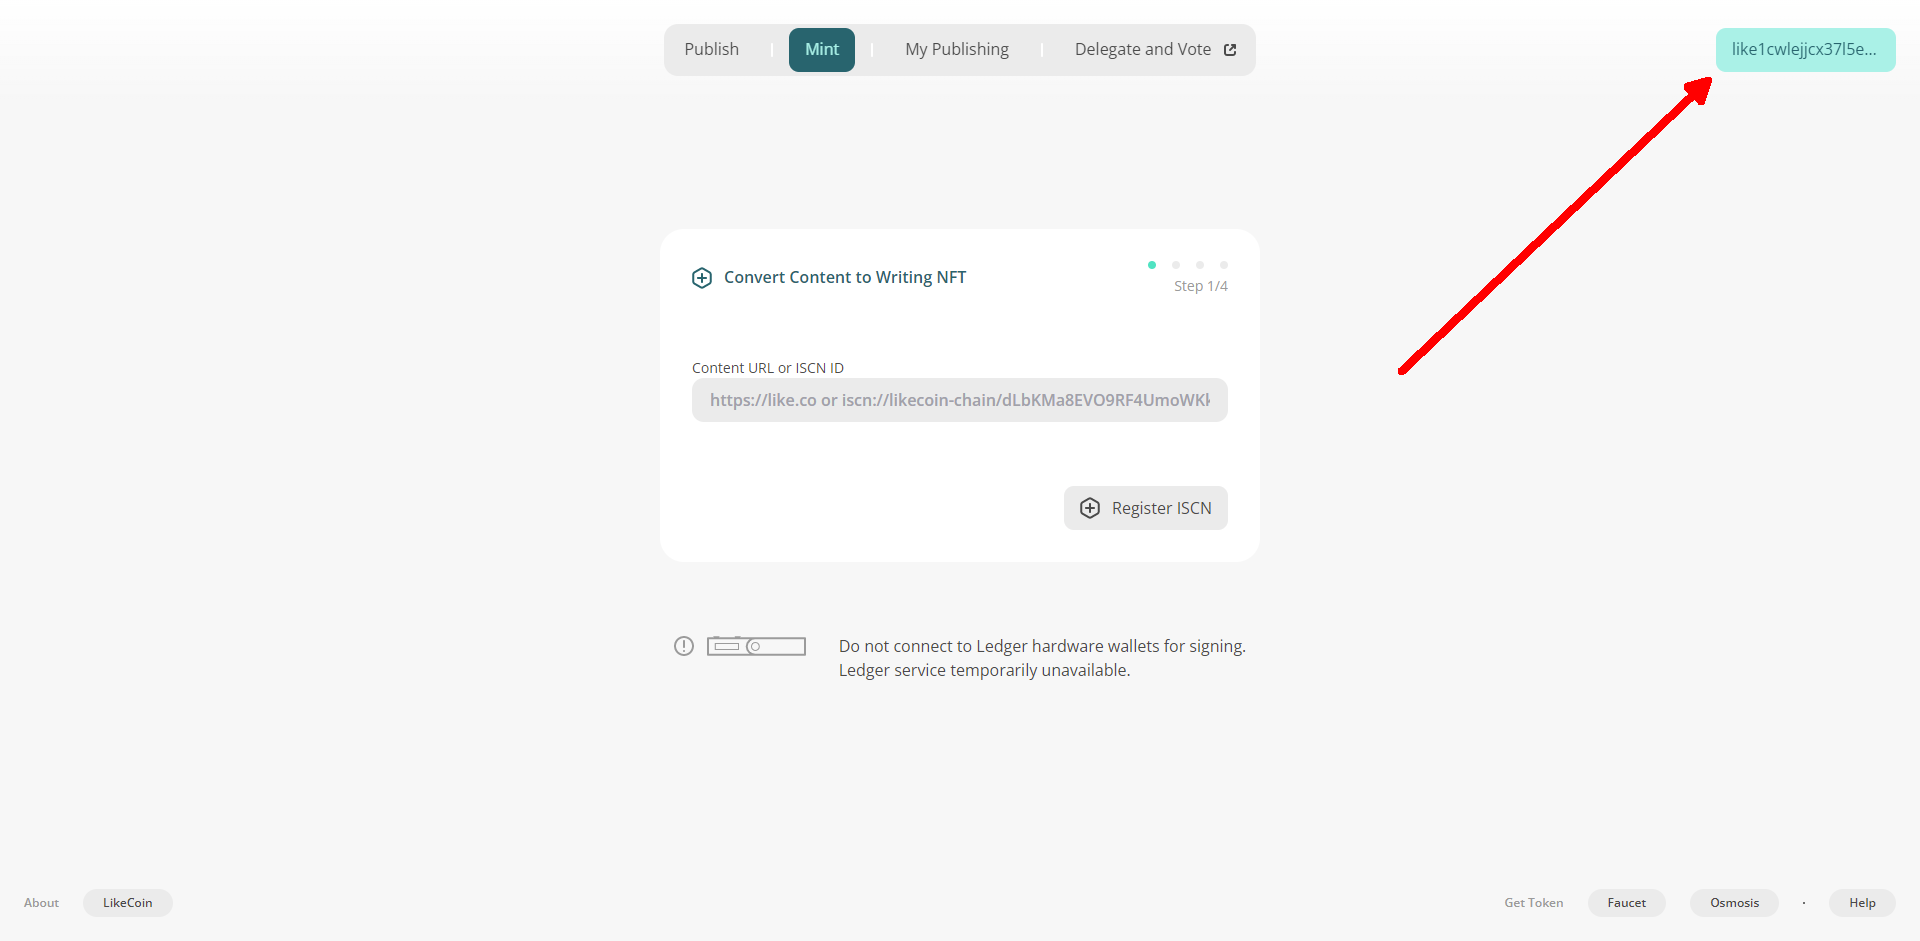 Publish
Mint
My Publishing
Delegate and Vote
like1cwlejjcx37l5e...
Convert Content to Writing NFT
Step 1/4
Content URL or ISCN ID
https://like.co or iscn://likecoin-chain/dLbKMa8EVO9RF4UmoWKk
Register ISCN
Do not connect to Ledger hardware wallets for signing.
Ledger service temporarily unavailable.
About
LikeCoin
Get Token
Faucet
Osmosis
·
Help